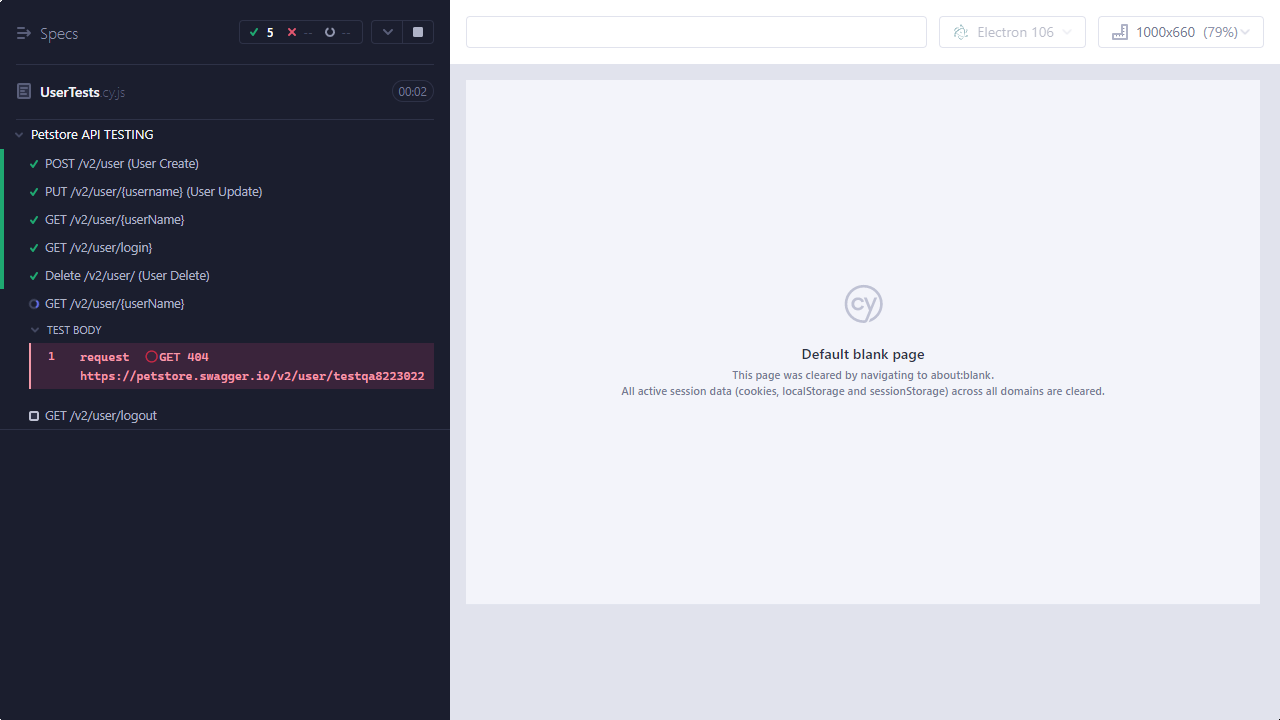 Specs
5 -- --
UserTests.cy.js
00:02
Petstore API TESTING
POST /v2/user (User Create)
PUT /v2/user/{username} (User Update)
GET /v2/user/{userName}
GET /v2/user/login}
Delete /v2/user/ (User Delete)
GET /v2/user/{userName}
TEST BODY
1 request GET 404
https://petstore.swagger.io/v2/user/testqa8223022
GET /v2/user/logout
Electron 106
1000x660 (79%)
cy
Default blank page
This page was cleared by navigating to about:blank.
All active session data (cookies, localStorage and sessionStorage) across all domains are cleared.